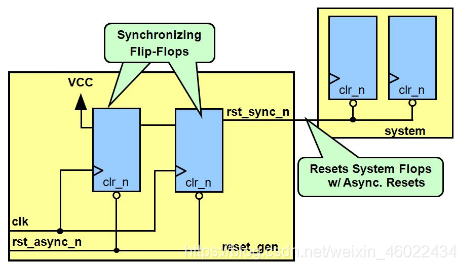 Synchronizing
Flip-Flops
VCC
clr_n
clr_n
rst_sync_n
clr_n
clr_n
system
Resets System Flops
w/ Async. Resets
clk
rst_async_n
reset_gen
https://blog.csdn.net/weixin_46022434